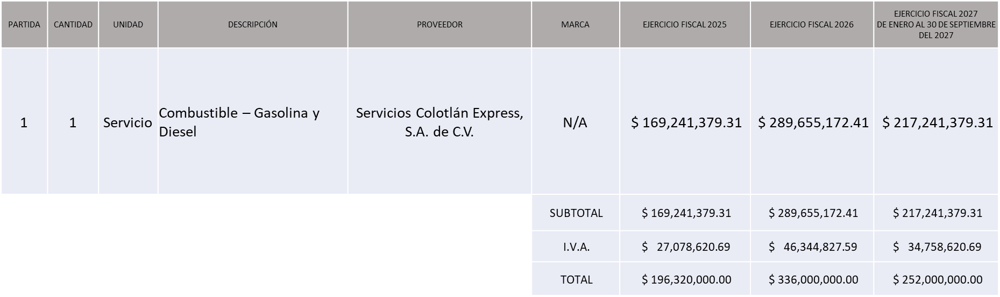 PARTIDA CANTIDAD UNIDAD DESCRIPCIÓN PROVEEDOR MARCA EJERCICIO FISCAL 2025 EJERCICIO FISCAL 2026 EJERCICIO FISCAL 2027
DE ENERO AL 30 DE SEPTIEMBRE
DEL 2027
1 1 Servicio Combustible – Gasolina y
Diesel
Servicios Colotlán Express,
S.A. de C.V.
N/A $ 169,241,379.31 $ 289,655,172.41 $ 217,241,379.31
SUBTOTAL $ 169,241,379.31 $ 289,655,172.41 $ 217,241,379.31
I.V.A. $ 27,078,620.69 $ 46,344,827.59 $ 34,758,620.69
TOTAL $ 196,320,000.00 $ 336,000,000.00 $ 252,000,000.00